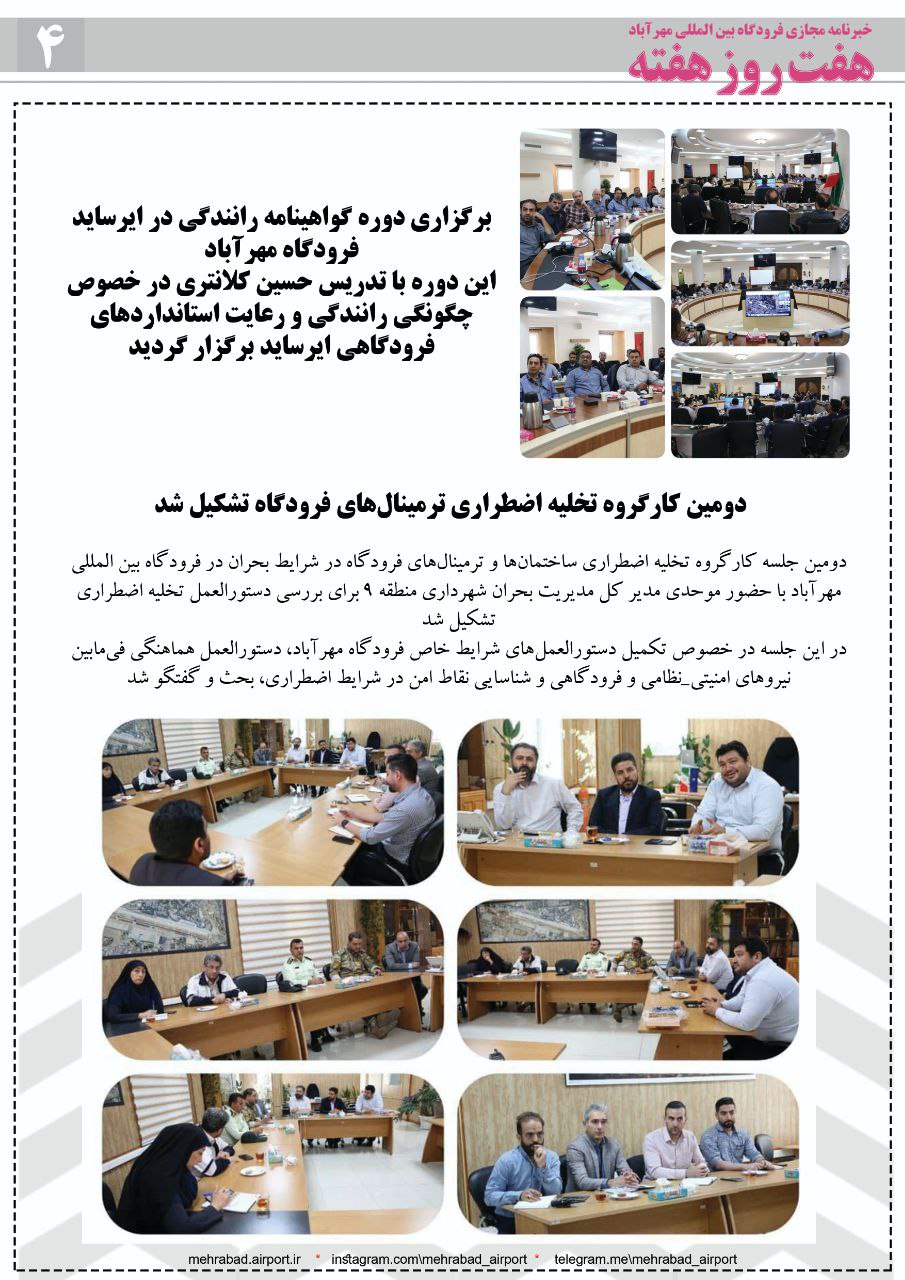 خبرنامه مجازی فرودگاه بین المللی مهرآباد
هفت روز هفته
۴
برگزاری دوره گواهینامه رانندگی در ایرساید
فرودگاه مهرآباد
این دوره با تدریس حسین کلانتری در خصوص
چگونگی رانندگی و رعایت استانداردهای
فرودگاهی ایرساید برگزار گردید
دومین کارگروه تخلیه اضطراری ترمینال‌های فرودگاه تشکیل شد
دومین جلسه کارگروه تخلیه اضطراری ساختمان‌ها و ترمینال‌های فرودگاه در شرایط بحران در فرودگاه بین المللی
مهرآباد با حضور موحدی مدیر کل مدیریت بحران شهرداری منطقه ۹ برای بررسی دستورالعمل تخلیه اضطراری
تشکیل شد
در این جلسه در خصوص تکمیل دستورالعمل‌های شرایط خاص فرودگاه مهرآباد، دستورالعمل هماهنگی فی‌مابین
نیروهای امنیتی_نظامی و فرودگاهی و شناسایی نقاط امن در شرایط اضطراری، بحث و گفتگو شد
mehrabad.airport.ir * instagram.com/mehrabad_airport * telegram.me\mehrabad_airport